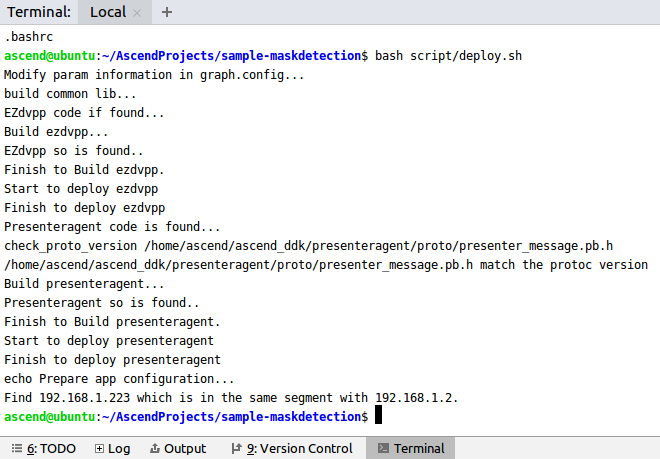 Terminal: Local × +
.bashrc
ascend@ubuntu:~/AscendProjects/sample-maskdetection$ bash script/deploy.sh
Modify param information in graph.config...
build common lib...
EZdvpp code if found...
Build ezdvpp...
EZdvpp so is found..
Finish to Build ezdvpp.
Start to deploy ezdvpp
Finish to deploy ezdvpp
Presenteragent code is found...
check_proto_version /home/ascend/ascend_ddk/presenteragent/proto/presenter_message.pb.h
/home/ascend/ascend_ddk/presenteragent/proto/presenter_message.pb.h match the protoc version
Build presenteragent...
Presenteragent so is found..
Finish to Build presenteragent.
Start to deploy presenteragent
Finish to deploy presenteragent
echo Prepare app configuration...
Find 192.168.1.223 which is in the same segment with 192.168.1.2.
ascend@ubuntu:~/AscendProjects/sample-maskdetection$
6: TODO Log Output 9: Version Control Terminal